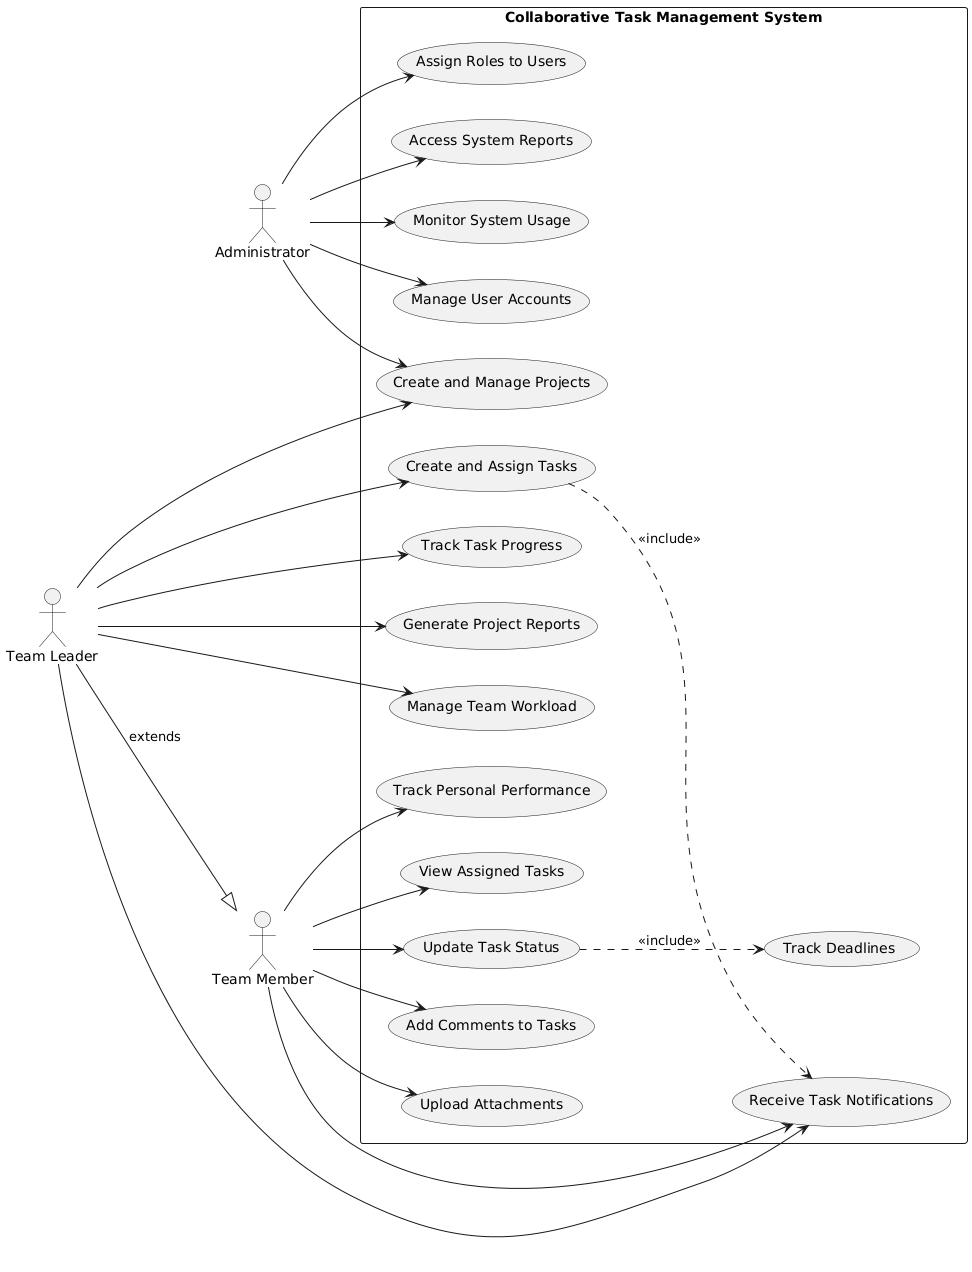 Collaborative Task Management System
Assign Roles to Users
Access System Reports
Monitor System Usage
Administrator
Manage User Accounts
Create and Manage Projects
Create and Assign Tasks
«include»
Track Task Progress
Generate Project Reports
Team Leader
Manage Team Workload
extends
Track Personal Performance
View Assigned Tasks
Update Task Status
«include»
Track Deadlines
Team Member
Add Comments to Tasks
Upload Attachments
Receive Task Notifications